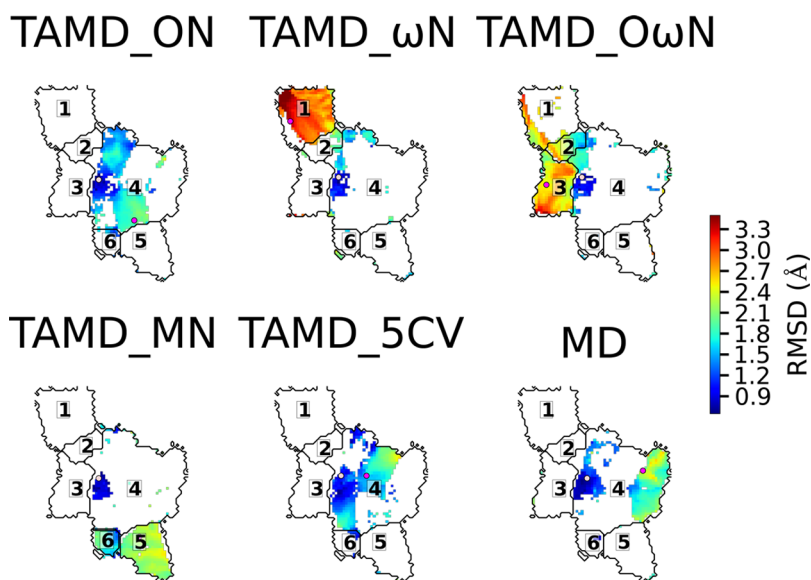 TAMD_ON TAMD_ωN TAMD_OωN
1 1 1
2 2 2
3 4 3 4 3 4
6 5 6 5 6 5
3.3
3.0
2.7
2.4
2.1
1.8
1.5
1.2
0.9
RMSD (Å)
TAMD_MN TAMD_5CV MD
1 1 1
2 2 2
3 4 3 4 3 4
6 5 6 5 6 5